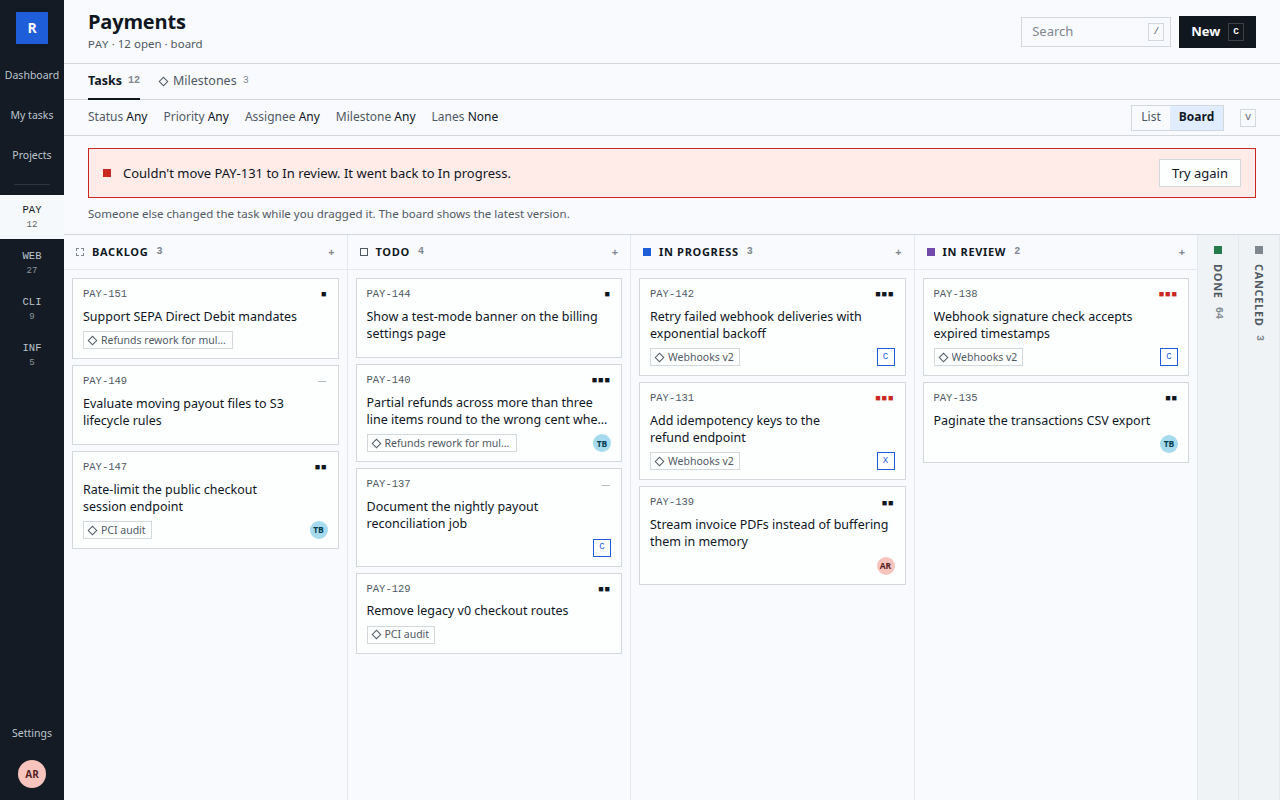 R
Dashboard
My tasks
Projects
PAY
12
WEB
27
CLI
9
INF
5
Settings
AR
Payments
PAY · 12 open · board
Search /
New C
Tasks 12
Milestones 3
Status Any
Priority Any
Assignee Any
Milestone Any
Lanes None
List
Board
v
Couldn't move PAY-131 to In review. It went back to In progress.
Try again
Someone else changed the task while you dragged it. The board shows the latest version.
BACKLOG 3 +
PAY-151
Support SEPA Direct Debit mandates
Refunds rework for mul...
PAY-149
Evaluate moving payout files to S3
lifecycle rules
PAY-147
Rate-limit the public checkout
session endpoint
PCI audit
TB
TODO 4 +
PAY-144
Show a test-mode banner on the billing
settings page
PAY-140
Partial refunds across more than three
line items round to the wrong cent whe...
Refunds rework for mul...
TB
PAY-137
Document the nightly payout
reconciliation job
C
PAY-129
Remove legacy v0 checkout routes
PCI audit
IN PROGRESS 3 +
PAY-142
Retry failed webhook deliveries with
exponential backoff
Webhooks v2
C
PAY-131
Add idempotency keys to the
refund endpoint
Webhooks v2
X
PAY-139
Stream invoice PDFs instead of buffering
them in memory
AR
IN REVIEW 2 +
PAY-138
Webhook signature check accepts
expired timestamps
Webhooks v2
C
PAY-135
Paginate the transactions CSV export
TB
DONE 64
CANCELED 3